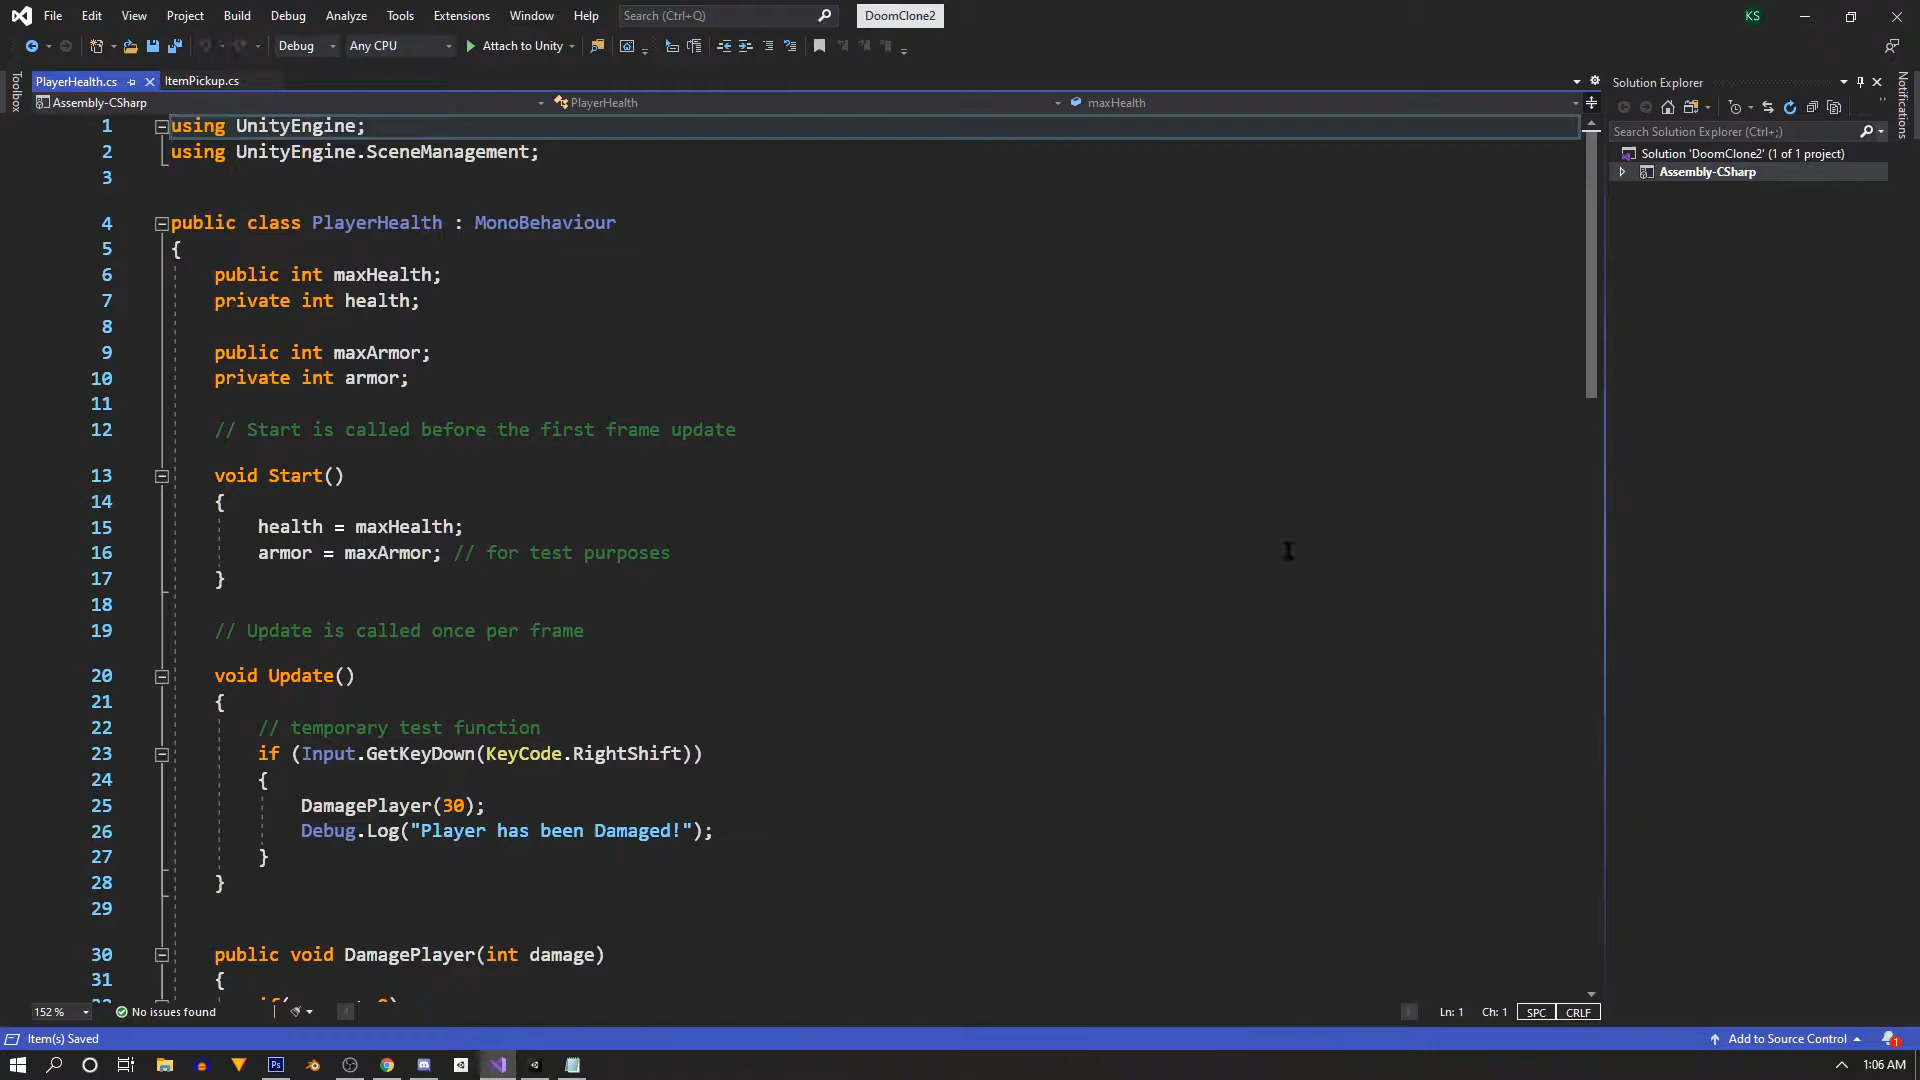 File Edit View Project Build Debug Analyze Tools Extensions Window Help Search (Ctrl+Q) DoomClone2 KS
Debug Any CPU Attach to Unity
Toolbox
PlayerHealth.cs ItemPickup.cs
Assembly-CSharp PlayerHealth maxHealth
1 using UnityEngine;
2 using UnityEngine.SceneManagement;
3
4 public class PlayerHealth : MonoBehaviour
5 {
6 public int maxHealth;
7 private int health;
8
9 public int maxArmor;
10 private int armor;
11
12 // Start is called before the first frame update
13 void Start()
14 {
15 health = maxHealth;
16 armor = maxArmor; // for test purposes
17 }
18
19 // Update is called once per frame
20 void Update()
21 {
22 // temporary test function
23 if (Input.GetKeyDown(KeyCode.RightShift))
24 {
25 DamagePlayer(30);
26 Debug.Log("Player has been Damaged!");
27 }
28 }
29
30 public void DamagePlayer(int damage)
31 {
Solution Explorer
Search Solution Explorer (Ctrl+;)
Solution 'DoomClone2' (1 of 1 project)
Assembly-CSharp
Notifications
152 % No issues found Ln: 1 Ch: 1 SPC CRLF
Item(s) Saved Add to Source Control 1
Ps 1:06 AM